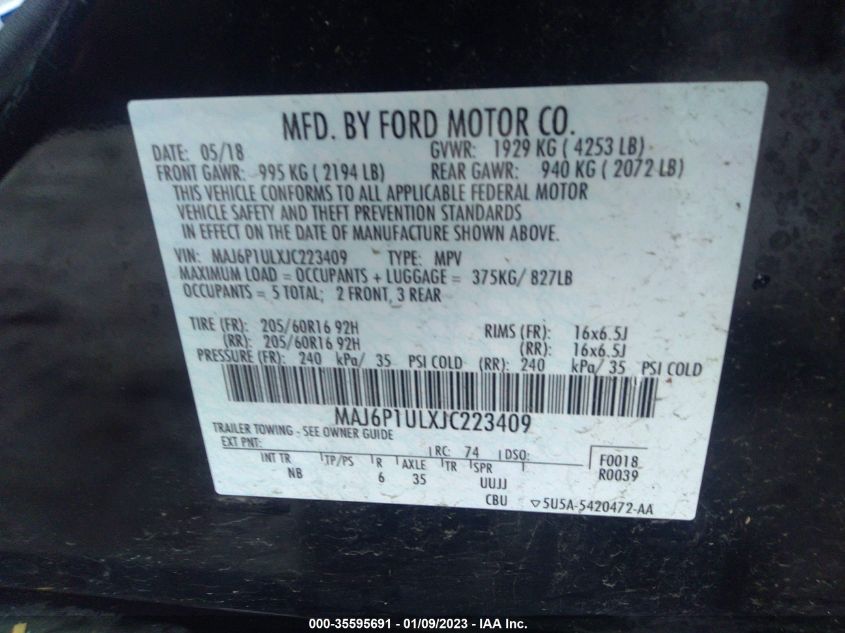 MFD. BY FORD MOTOR CO.
DATE: 05/18 GVWR: 1929 KG ( 4253 LB)
FRONT GAWR: 995 KG ( 2194 LB) REAR GAWR: 940 KG ( 2072 LB)
THIS VEHICLE CONFORMS TO ALL APPLICABLE FEDERAL MOTOR
VEHICLE SAFETY AND THEFT PREVENTION STANDARDS
IN EFFECT ON THE DATE OF MANUFACTURE SHOWN ABOVE.
VIN: MAJ6P1ULXJC223409 TYPE: MPV
MAXIMUM LOAD = OCCUPANTS + LUGGAGE = 375KG/ 827LB
OCCUPANTS = 5 TOTAL; 2 FRONT, 3 REAR
TIRE (FR): 205/60R16 92H RIMS (FR): 16x6.5J
(RR): 205/60R16 92H (RR): 16x6.5J
PRESSURE (FR): 240 kPa/ 35 PSI COLD (RR): 240 kPa/ 35 PSI COLD
MAJ6P1ULXJC223409
TRAILER TOWING - SEE OWNER GUIDE
EXT PNT: RC: 74 DSO: F0018
INT TR TP/PS R AXLE TR SPR R0039
NB 6 35 UUJJ
CBU 5U5A-5420472-AA
000-35595691 - 01/09/2023 - IAA Inc.